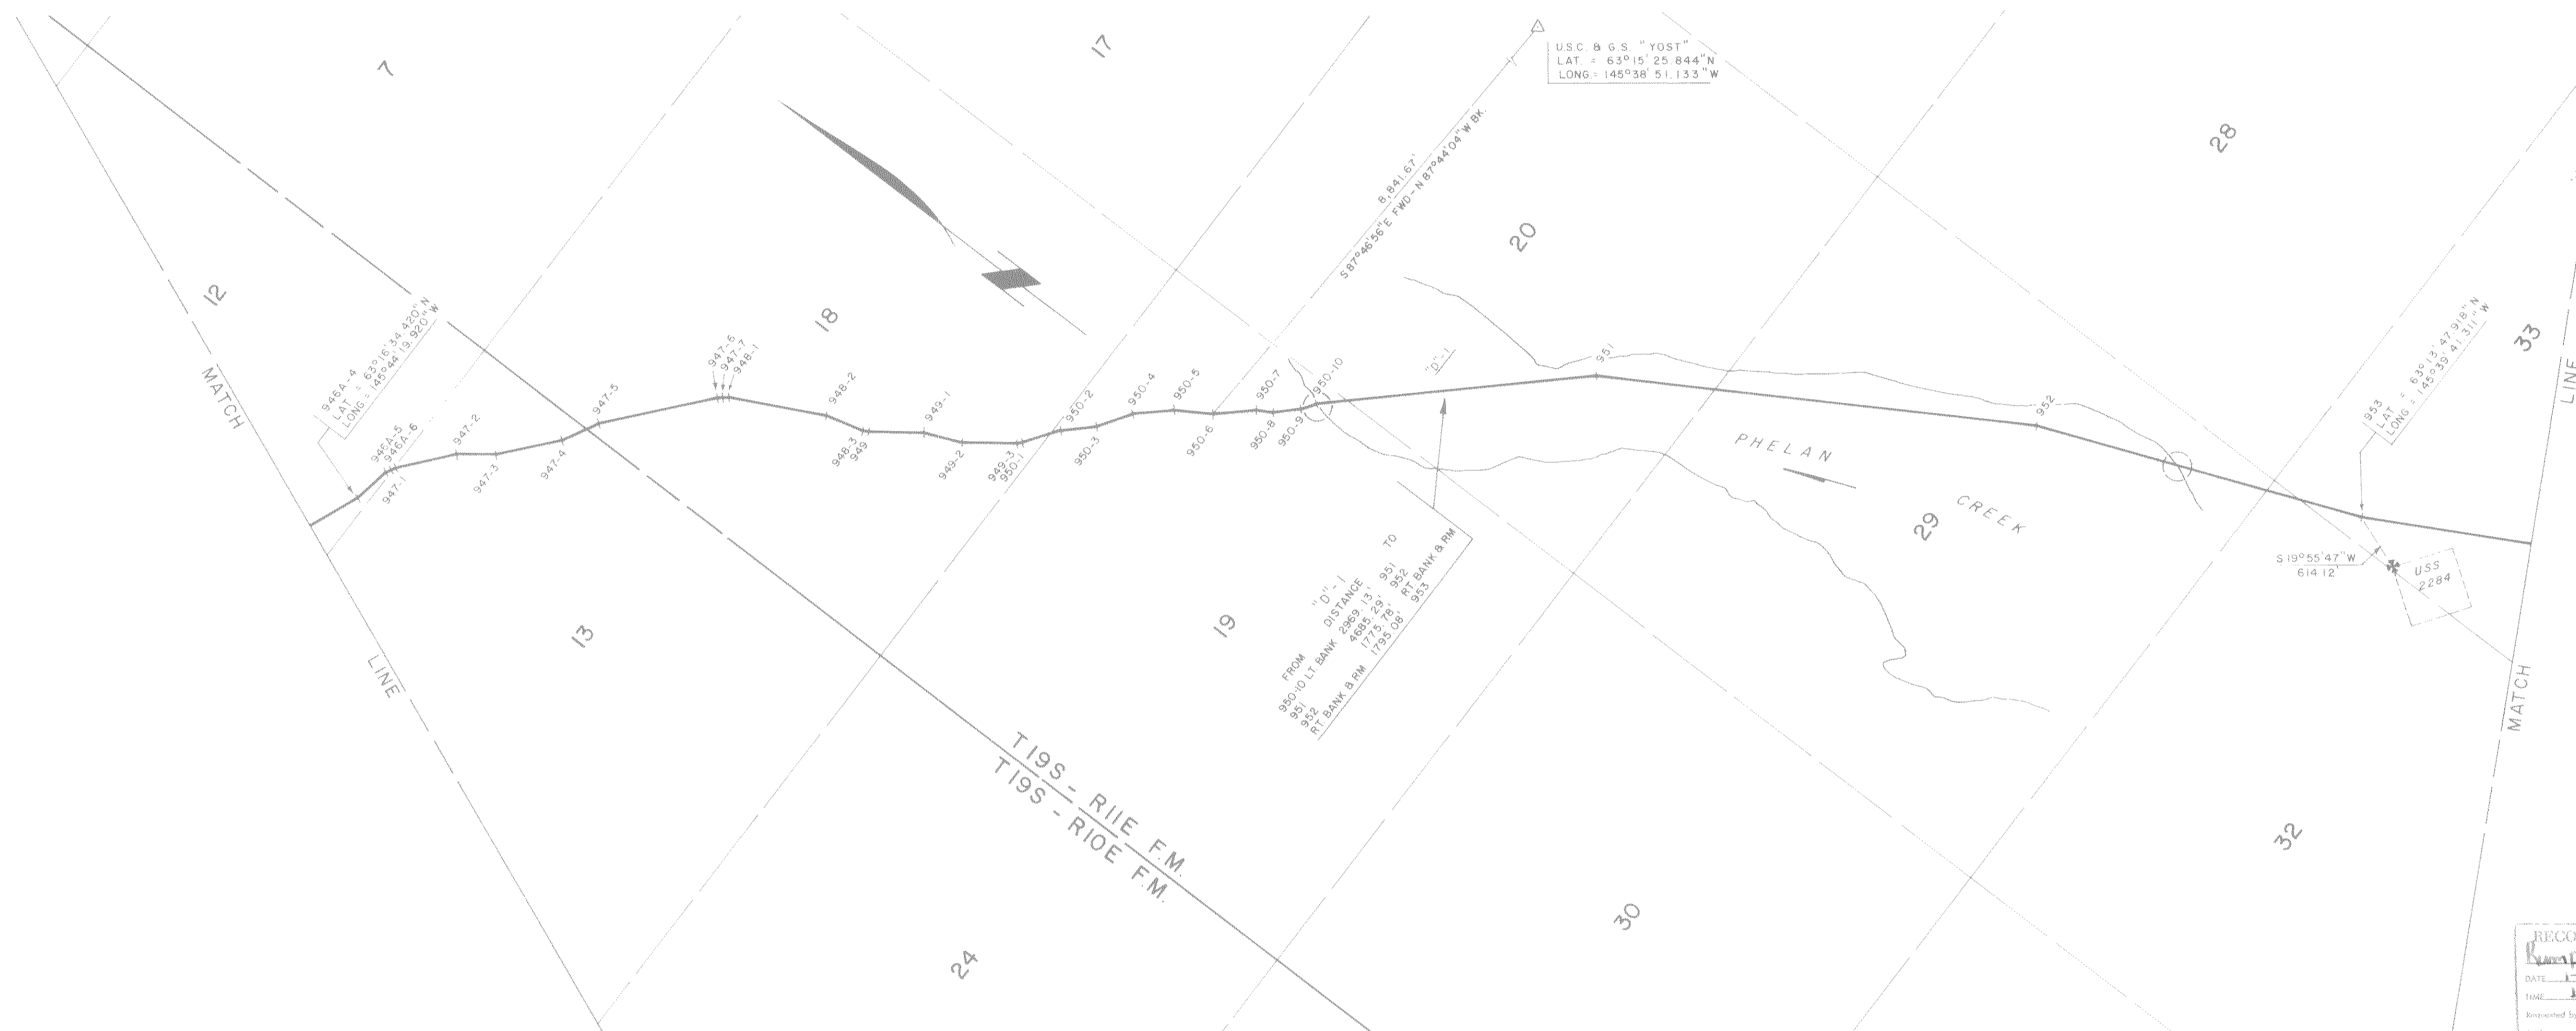 7
17
U.S.C. & G.S. "YOST"
LAT. = 63°15'25.844"N
LONG.= 145°38'51.133"W
28
8,841.67'
S 87°46'56"E FWD-N 87°44'04"W BK.
20
12
18
33
946A-4
LAT. = 63°16'34.420"N
LONG.= 145°44'19.920"W
MATCH
LINE
946A-5
946A-6
947-1
947-2
947-3
947-4
947-5
947-6
947-7
948-1
948-2
948-3
949
949-1
949-2
949-3
950-1
950-2
950-3
950-4
950-5
950-6
950-7
950-8
950-9
950-10
"D"-1
951
952
953
LAT = 63°13'47.918"N
LONG = 145°39'41.311"W
LINE
MATCH
PHELAN
CREEK
29
S 19°55'47"W
614.12'
USS
2284
"D"-1
FROM DISTANCE TO
950-10 LT. BANK 2969.13' 951
951 4685.29' 952
952 1775.78' RT. BANK & RM
RT. BANK & RM 1795.08' 953
13
19
T19S - R11E F.M.
T19S - R10E F.M.
24
30
32
RECO
DATE
TIME
Requested b